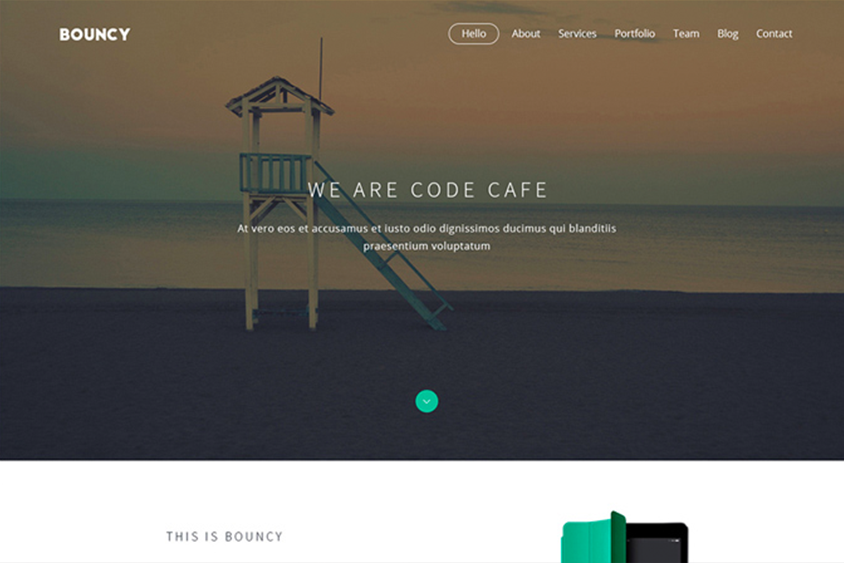 BOUNCY
Hello About Services Portfolio Team Blog Contact
WE ARE CODE CAFE
At vero eos et accusamus et iusto odio dignissimos ducimus qui blanditiis
praesentium voluptatum
THIS IS BOUNCY